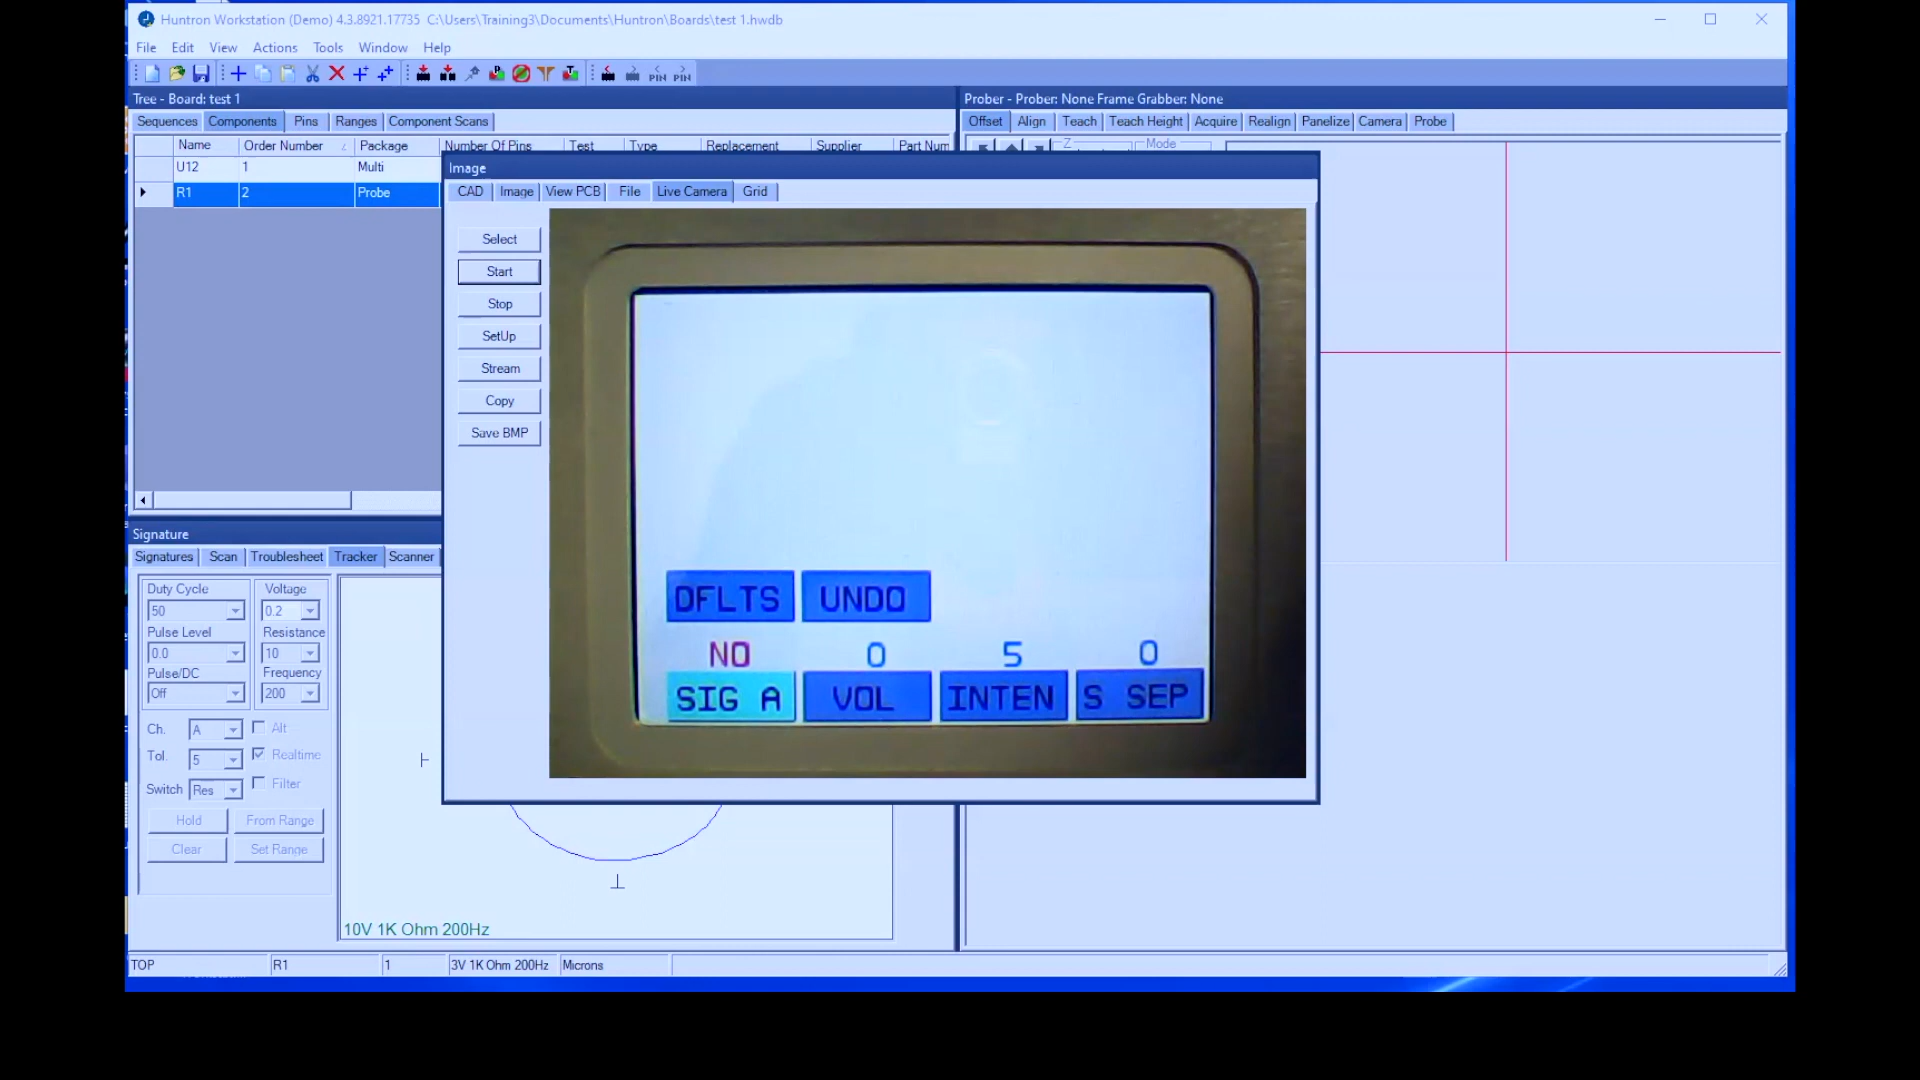 Huntron Workstation (Demo) 4.3.8921.17735 C:\Users\Training3\Documents\Huntron\Boards\test 1.hwdb
File Edit View Actions Tools Window Help
PIN PIN
Tree - Board: test 1
Sequences Components Pins Ranges Component Scans
Name Order Number Package Number Of Pins Test Type Replacement Supplier Part Num
U12 1 Multi
R1 2 Probe
Prober - Prober: None Frame Grabber: None
Offset Align Teach Teach Height Acquire Realign Panelize Camera Probe
Z Mode
Image
CAD Image View PCB File Live Camera Grid
Select
Start
Stop
SetUp
Stream
Copy
Save BMP
DFLTS UNDO
NO 0 5 0
SIG A VOL INTEN S SEP
Signature
Signatures Scan Troubleshet Tracker Scanner
Duty Cycle Voltage
50 0.2
Pulse Level Resistance
0.0 10
Pulse/DC Frequency
Off 200
Ch. A Alt
Tol. 5 Realtime
Switch Res Filter
Hold From Range
Clear Set Range
10V 1K Ohm 200Hz
TOP R1 1 3V 1K Ohm 200Hz Microns